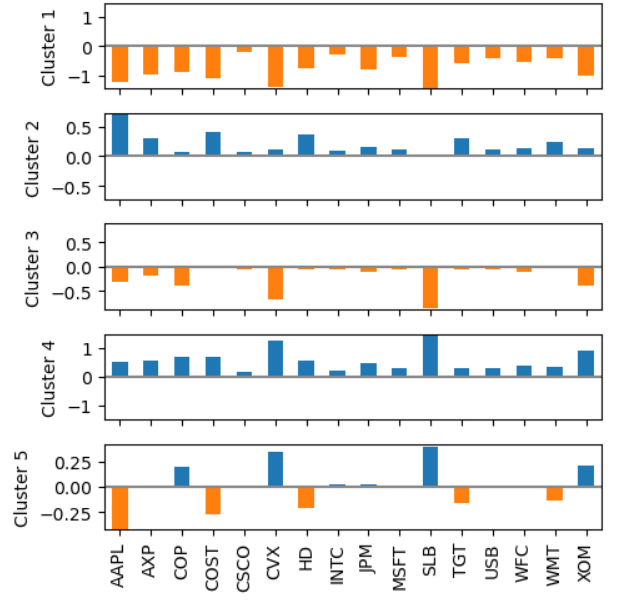 Cluster 1
1
0
−1
Cluster 2
0.5
0.0
−0.5
Cluster 3
0.5
0.0
−0.5
Cluster 4
1
0
−1
Cluster 5
0.25
0.00
−0.25
AAPL
AXP
COP
COST
CSCO
CVX
HD
INTC
JPM
MSFT
SLB
TGT
USB
WFC
WMT
XOM